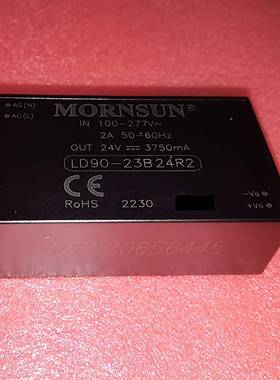 AC(N)
AC(L)
MORNSUN
IN 100-277V~
2A 50-60Hz
OUT 24V⎓ 3750mA
LD90-23B24R2
CE
RoHS 2230
-Vo
+Vo